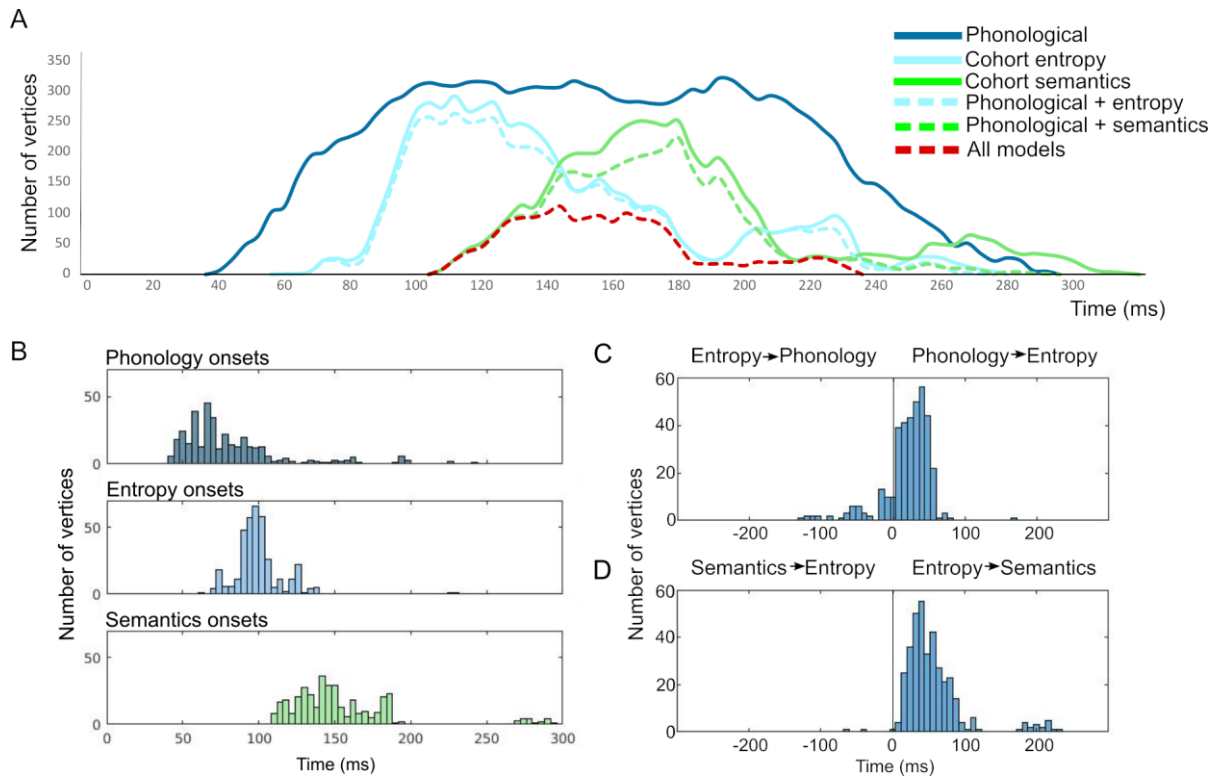 A
Phonological
Cohort entropy
Cohort semantics
Phonological + entropy
Phonological + semantics
All models
Number of vertices
350
300
250
200
150
100
50
0
0 20 40 60 80 100 120 140 160 180 200 220 240 260 300
Time (ms)
B
Phonology onsets
50
0
Entropy onsets
50
0
Semantics onsets
50
0
0 50 100 150 200 250 300
Number of vertices
Time (ms)
C
Entropy→Phonology Phonology→Entropy
60
40
20
0
-200 -100 0 100 200
D
Semantics→Entropy Entropy→Semantics
60
40
20
0
-200 -100 0 100 200
Number of vertices
Time (ms)